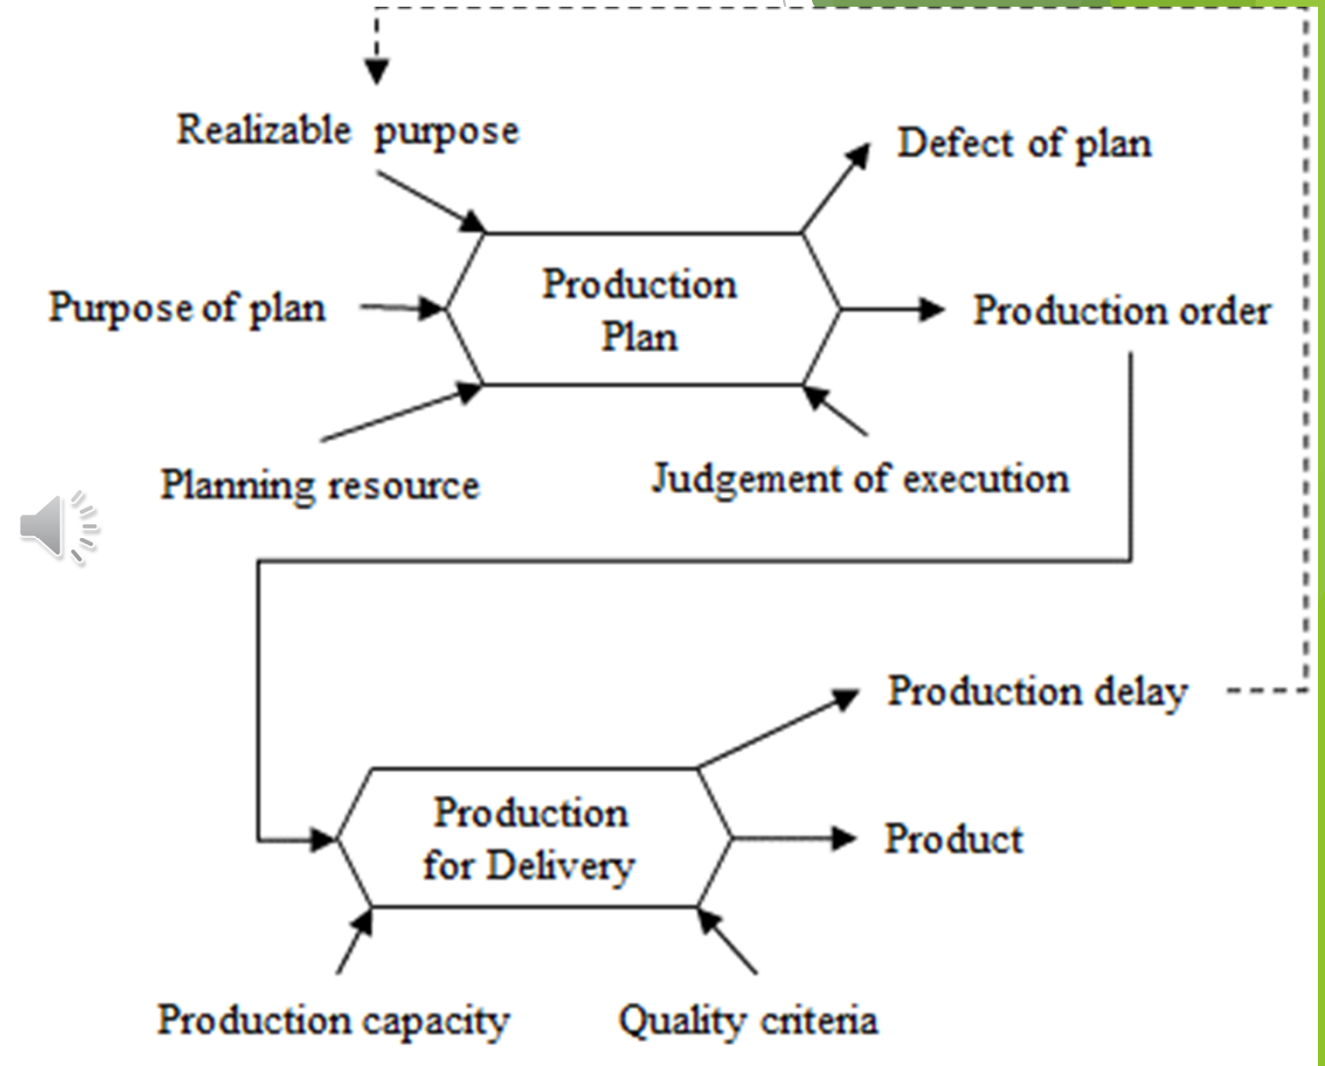 Realizable purpose
Defect of plan
Purpose of plan
Production
Plan
Production order
Planning resource
Judgement of execution
Production delay
Production
for Delivery
Product
Production capacity
Quality criteria